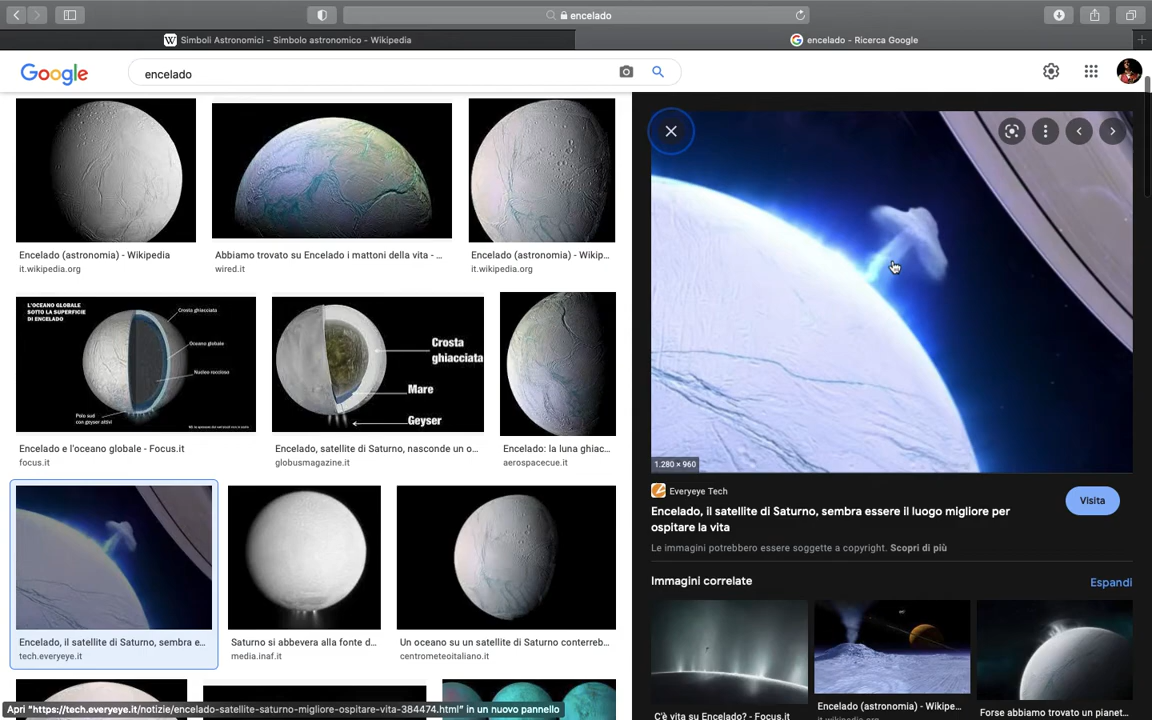 encelado
Simboli Astronomici - Simbolo astronomico - Wikipedia
encelado - Ricerca Google
Google
encelado
Encelado (astronomia) - Wikipedia
it.wikipedia.org
Abbiamo trovato su Encelado i mattoni della vita - ...
wired.it
Encelado (astronomia) - Wikip...
it.wikipedia.org
L'OCEANO GLOBALE
SOTTO LA SUPERFICIE
DI ENCELADO
Crosta ghiacciata
Oceano globale
Nucleo roccioso
Polo sud
con geyser attivi
Encelado e l'oceano globale - Focus.it
focus.it
Crosta
ghiacciata
Mare
Geyser
Encelado, satellite di Saturno, nasconde un o...
globusmagazine.it
Encelado: la luna ghiac...
aerospacecue.it
Encelado, il satellite di Saturno, sembra e...
tech.everyeye.it
Saturno si abbevera alla fonte d...
media.inaf.it
Un oceano su un satellite di Saturno conterreb...
centrometeoitaliano.it
Apri "https://tech.everyeye.it/notizie/encelado-satellite-saturno-migliore-ospitare-vita-384474.html" in un nuovo pannello
1.280 × 960
Everyeye Tech
Visita
Encelado, il satellite di Saturno, sembra essere il luogo migliore per
ospitare la vita
Le immagini potrebbero essere soggette a copyright. Scopri di più
Immagini correlate
Espandi
C'è vita su Encelado? - Focus.it
Encelado (astronomia) - Wikipe...
it.wikipedia.org
Forse abbiamo trovato un pianet...